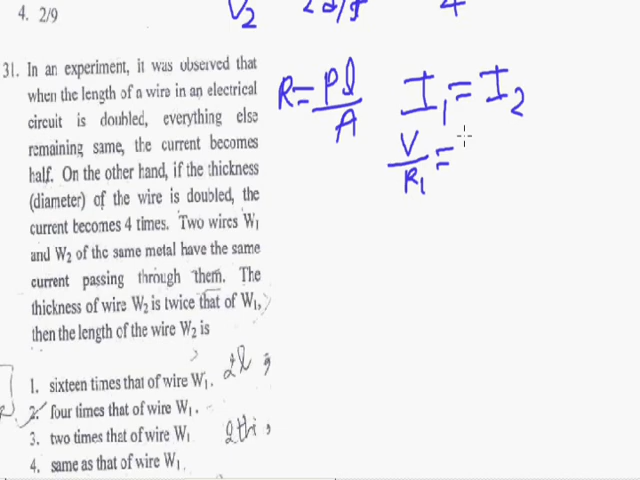 4. 2/9
V2
4
31. In an experiment, it was observed that
when the length of a wire in an electrical
circuit is doubled, everything else
remaining same, the current becomes
half. On the other hand, if the thickness
(diameter) of the wire is doubled, the
current becomes 4 times. Two wires W1
and W2 of the same metal have the same
current passing through them. The
thickness of wire W2 is twice that of W1,
then the length of the wire W2 is
1. sixteen times that of wire W1.
2. four times that of wire W1.
3. two times that of wire W1
4. same as that of wire W1.
2l
2thi
R=ρl/A
I1=I2
V/R1=